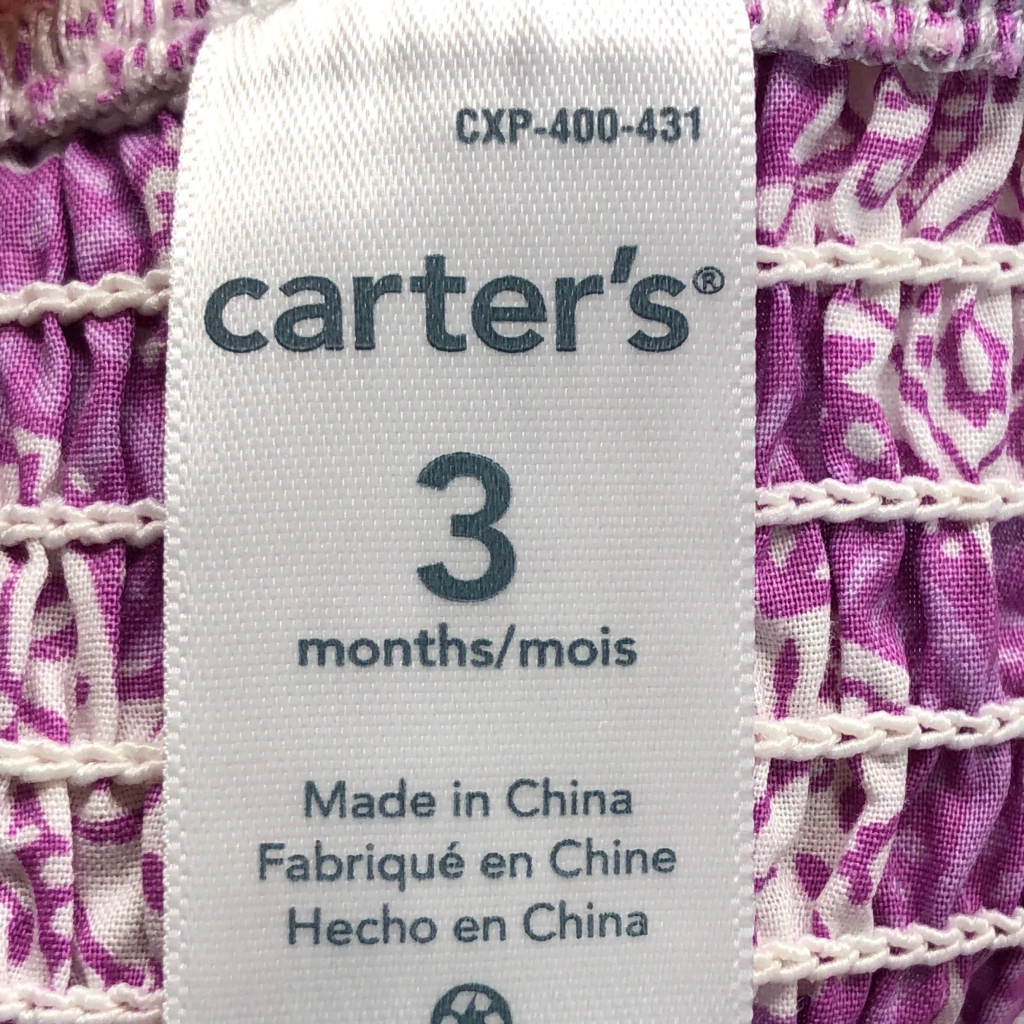 CXP-400-431
carter's®
3
months/mois
Made in China
Fabriqué en Chine
Hecho en China